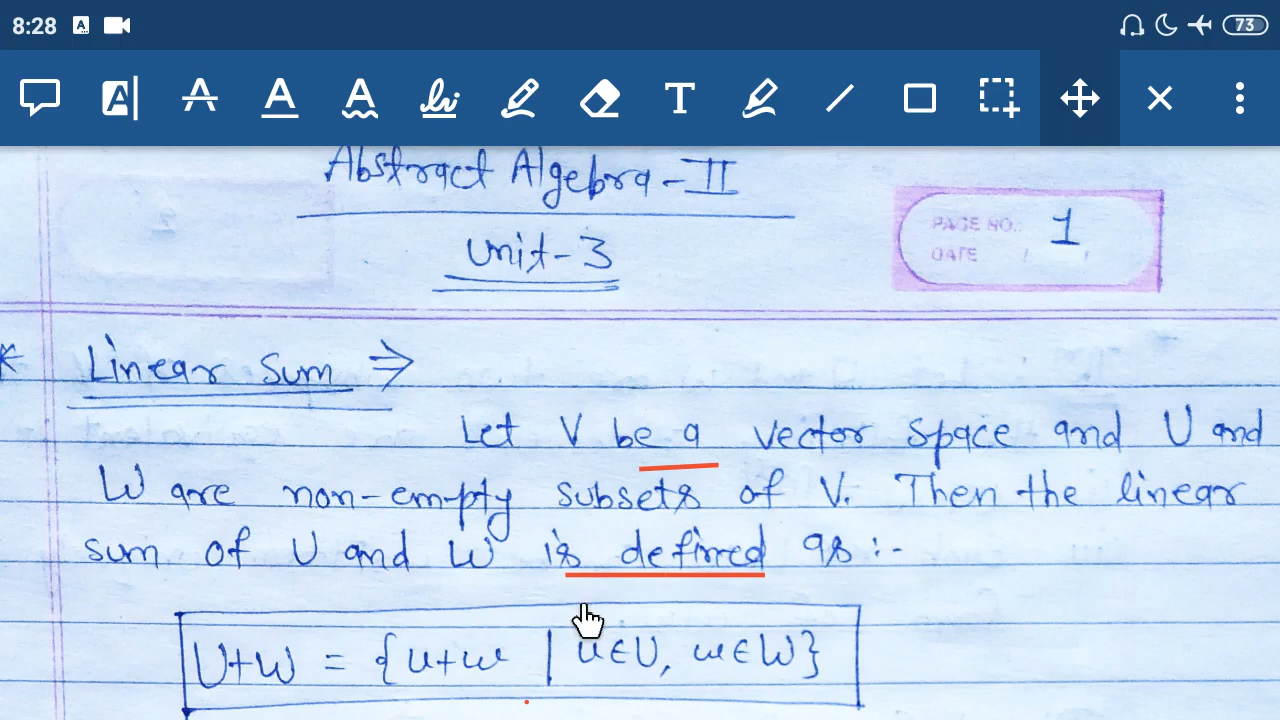 8:28
73
Abstract Algebra-II
Unit-3
PAGE NO.: 1
DATE / /
* Linear Sum ⇒
Let V be a vector space and U and
W are non-empty subsets of V. Then the linear
sum of U and W is defined as:-
U+W = {u+w | u∈U, w∈W}